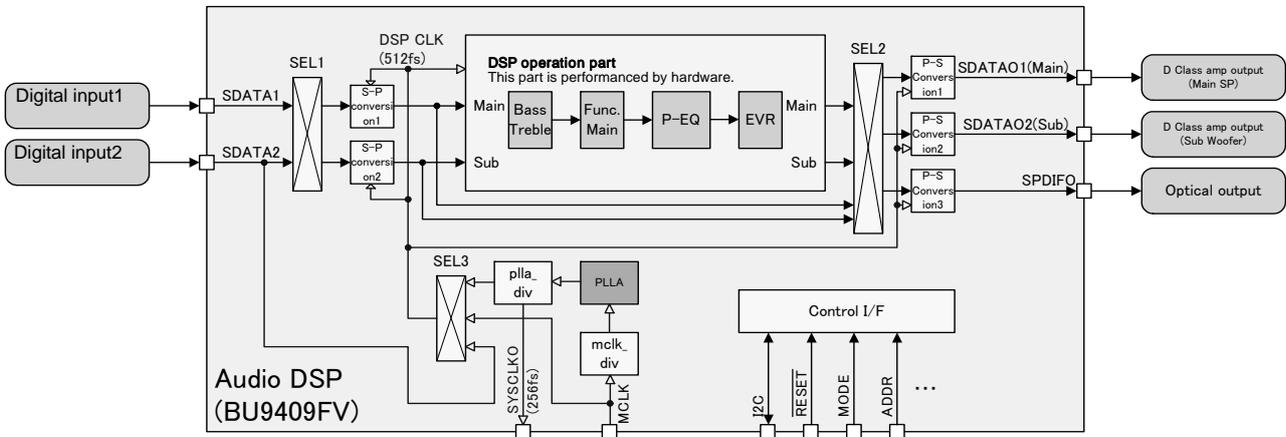 DSP CLK
(512fs)
SEL1
DSP operation part
This part is performanced by hardware.
SEL2
Digital input1
SDATA1
S-P
conversi
on1
Main
Bass
Treble
Func.
Main
P-EQ
EVR
Main
P-S
Convers
ion1
SDATAO1(Main)
D Class amp output
(Main SP)
Digital input2
SDATA2
S-P
conversi
on2
Sub
Sub
P-S
Convers
ion2
SDATAO2(Sub)
D Class amp output
(Sub Woofer)
P-S
Convers
ion3
SPDIFO
Optical output
SEL3
plla_
div
PLLA
mclk_
div
Control I/F
Audio DSP
(BU9409FV)
SYSCLKO
(256fs)
MCLK
I2C
RESET
MODE
ADDR
...